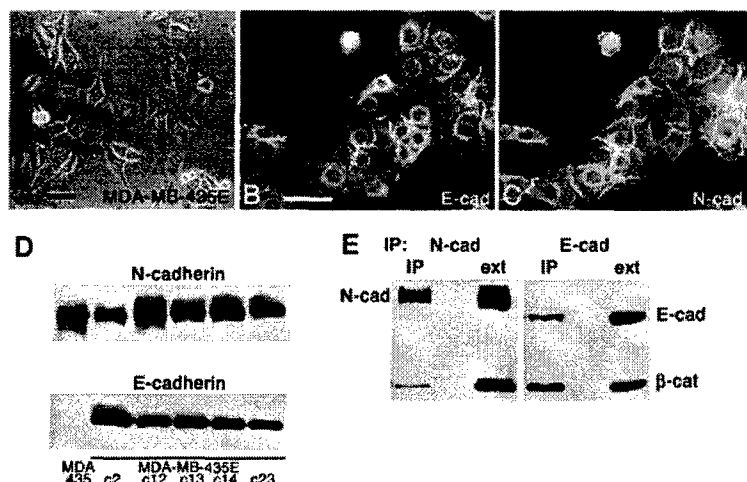 MDA-MB-435E
B
E-cad
C
N-cad
D
N-cadherin
E-cadherin
MDA 435
MDA-MB-435E
c2 c12 c13 c14 c23
E
IP: N-cad E-cad
IP ext IP ext
N-cad
E-cad
β-cat